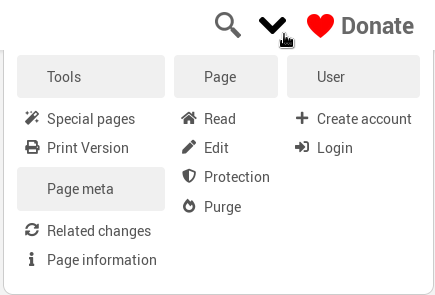 Donate
Tools
Special pages
Print Version
Page meta
Related changes
Page information
Page
Read
Edit
Protection
Purge
User
Create account
Login